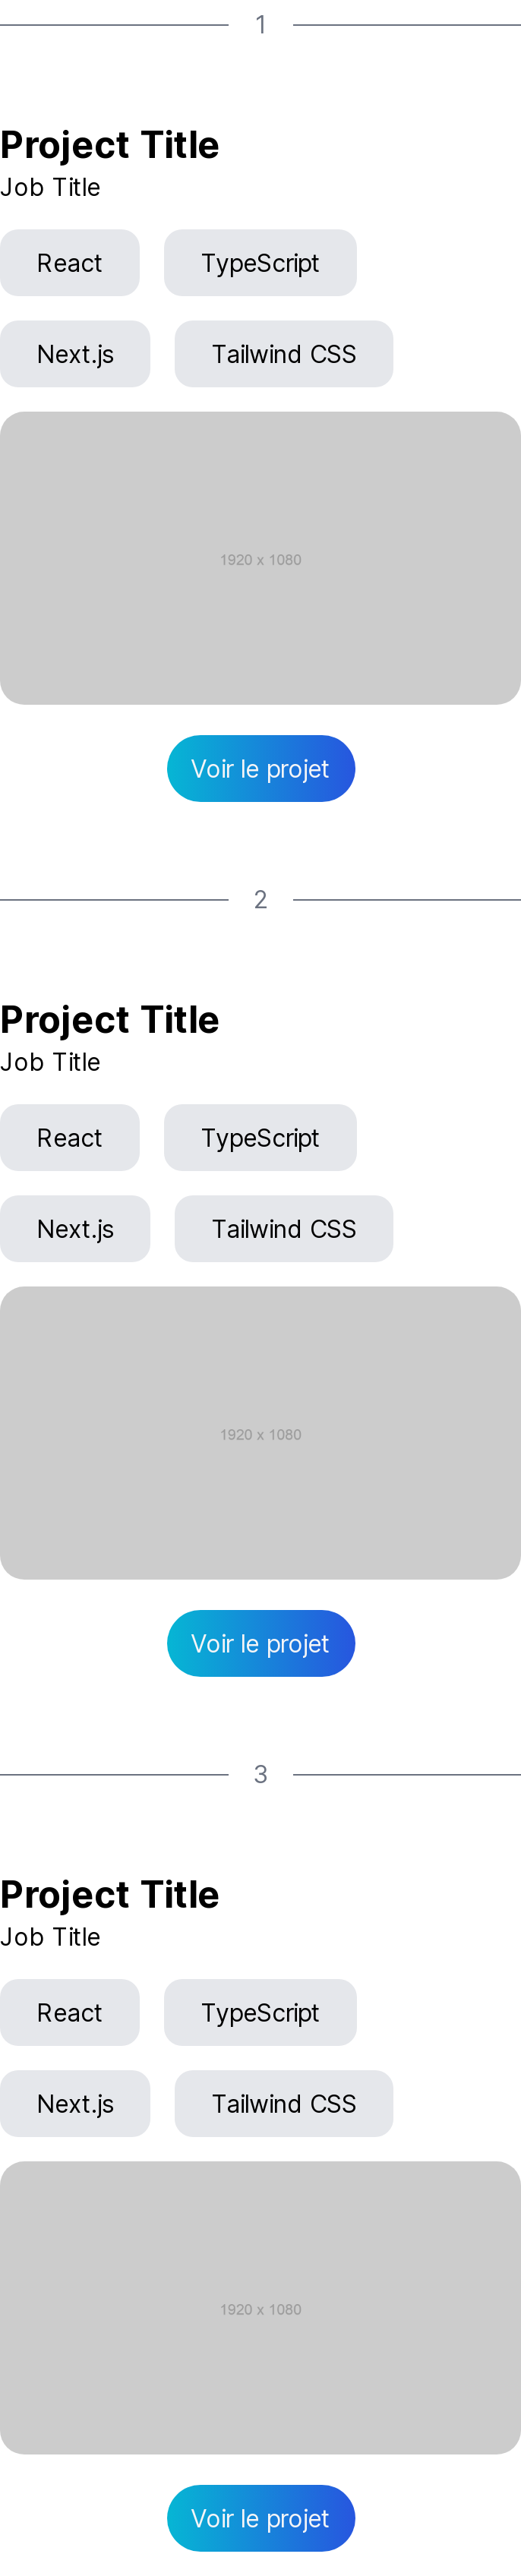 1
Project Title
Job Title
React TypeScript
Next.js Tailwind CSS
1920 x 1080
Voir le projet
2
Project Title
Job Title
React TypeScript
Next.js Tailwind CSS
1920 x 1080
Voir le projet
3
Project Title
Job Title
React TypeScript
Next.js Tailwind CSS
1920 x 1080
Voir le projet